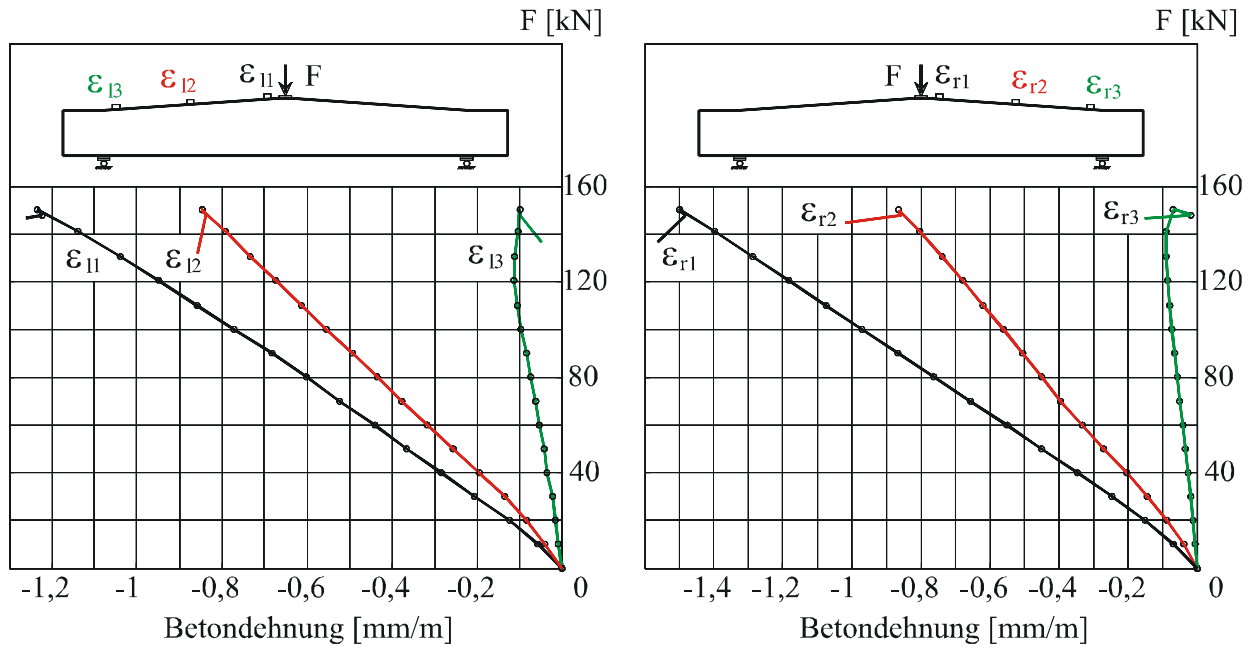 F [kN]
εl3 εl2 εl1 F
160
120
80
40
εl1 εl2 εl3
-1,2 -1 -0,8 -0,6 -0,4 -0,2 0
Betondehnung [mm/m]
F [kN]
F εr1 εr2 εr3
160
120
80
40
εr1 εr2 εr3
-1,4 -1,2 -1 -0,8 -0,6 -0,4 -0,2 0
Betondehnung [mm/m]